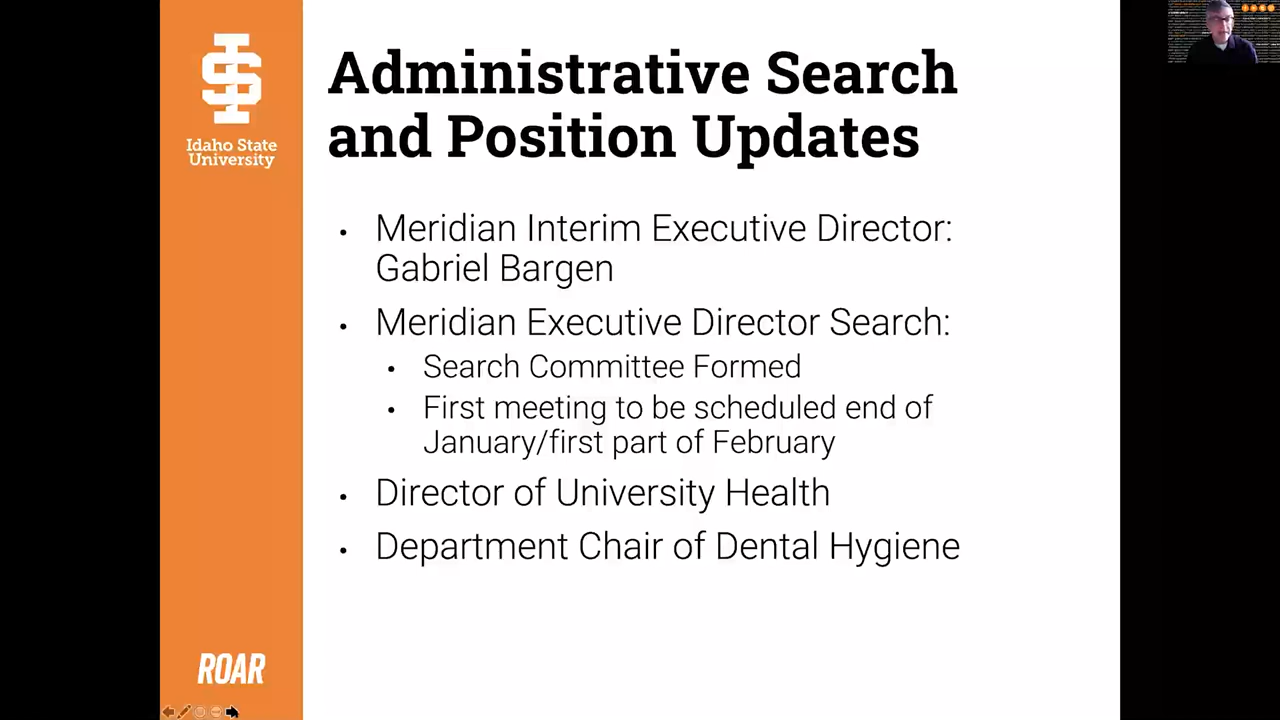 Idaho State
University
Administrative Search
and Position Updates
• Meridian Interim Executive Director:
Gabriel Bargen
• Meridian Executive Director Search:
• Search Committee Formed
• First meeting to be scheduled end of
January/first part of February
• Director of University Health
• Department Chair of Dental Hygiene
ROAR